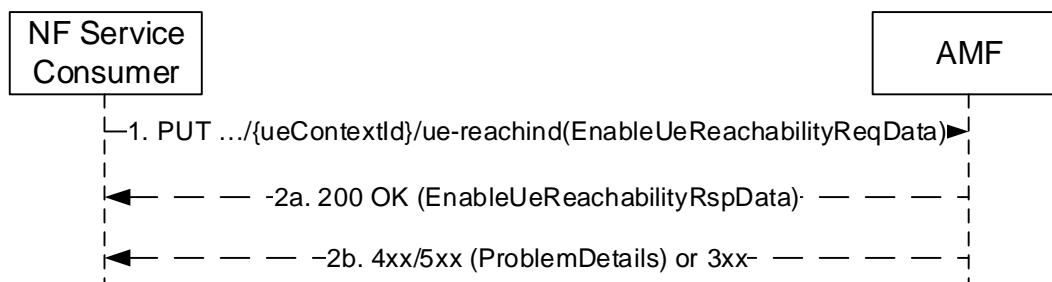 NF Service
Consumer
AMF
1. PUT …/{ueContextId}/ue-reachind(EnableUeReachabilityReqData)
2a. 200 OK (EnableUeReachabilityRspData)
2b. 4xx/5xx (ProblemDetails) or 3xx